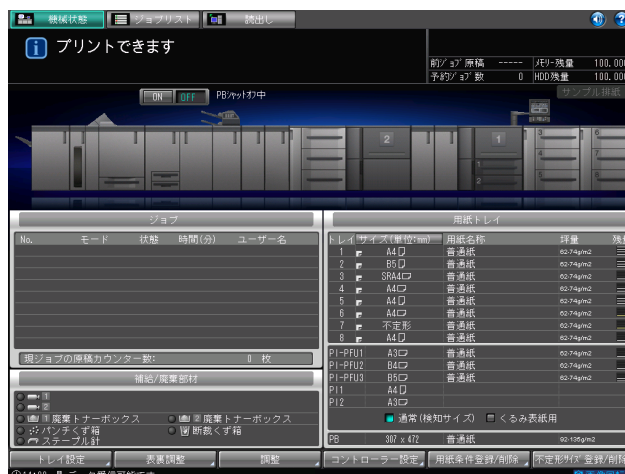 機械状態 ジョブリスト 読出し
プリントできます
前ｼﾞｮﾌﾞ原稿 ----- ﾒﾓﾘｰ残量 100.000
予約ｼﾞｮﾌﾞ数 0 HDD残量 100.000
ON OFF PBﾌｬｯﾄｵﾌ中
サンプル排紙
2 1 3 6
4 7
1
2 5 8
ジョブ
No. モード 状態 時間(分) ユーザー名
現ジョブの原稿カウンター数: 0 枚
補給/廃棄部材
1
2
1 廃棄トナーボックス 2 廃棄トナーボックス
パンチくず箱 断裁くず箱
ステープル針
用紙トレイ
トレイ サイズ(単位:mm) 用紙名称 坪量
1 A4 普通紙 62-74g/m2
2 B5 普通紙 62-74g/m2
3 SRA4 普通紙 62-74g/m2
4 A4 普通紙 62-74g/m2
5 A4 普通紙 62-74g/m2
6 A4 普通紙 62-74g/m2
7 不定形 普通紙 62-74g/m2
8 A4 普通紙 62-74g/m2
PI-PFU1 A3 普通紙 62-74g/m2
PI-PFU2 B4 普通紙 62-74g/m2
PI-PFU3 B5 普通紙 62-74g/m2
PI1 A4
PI2 A3
通常(検知サイズ) くるみ表紙用
PB 307 x 472 普通紙 92-135g/m2
トレイ設定 表裏調整 調整 コントローラー設定 用紙条件登録/削除 不定形ｻｲｽﾞ登録/削除